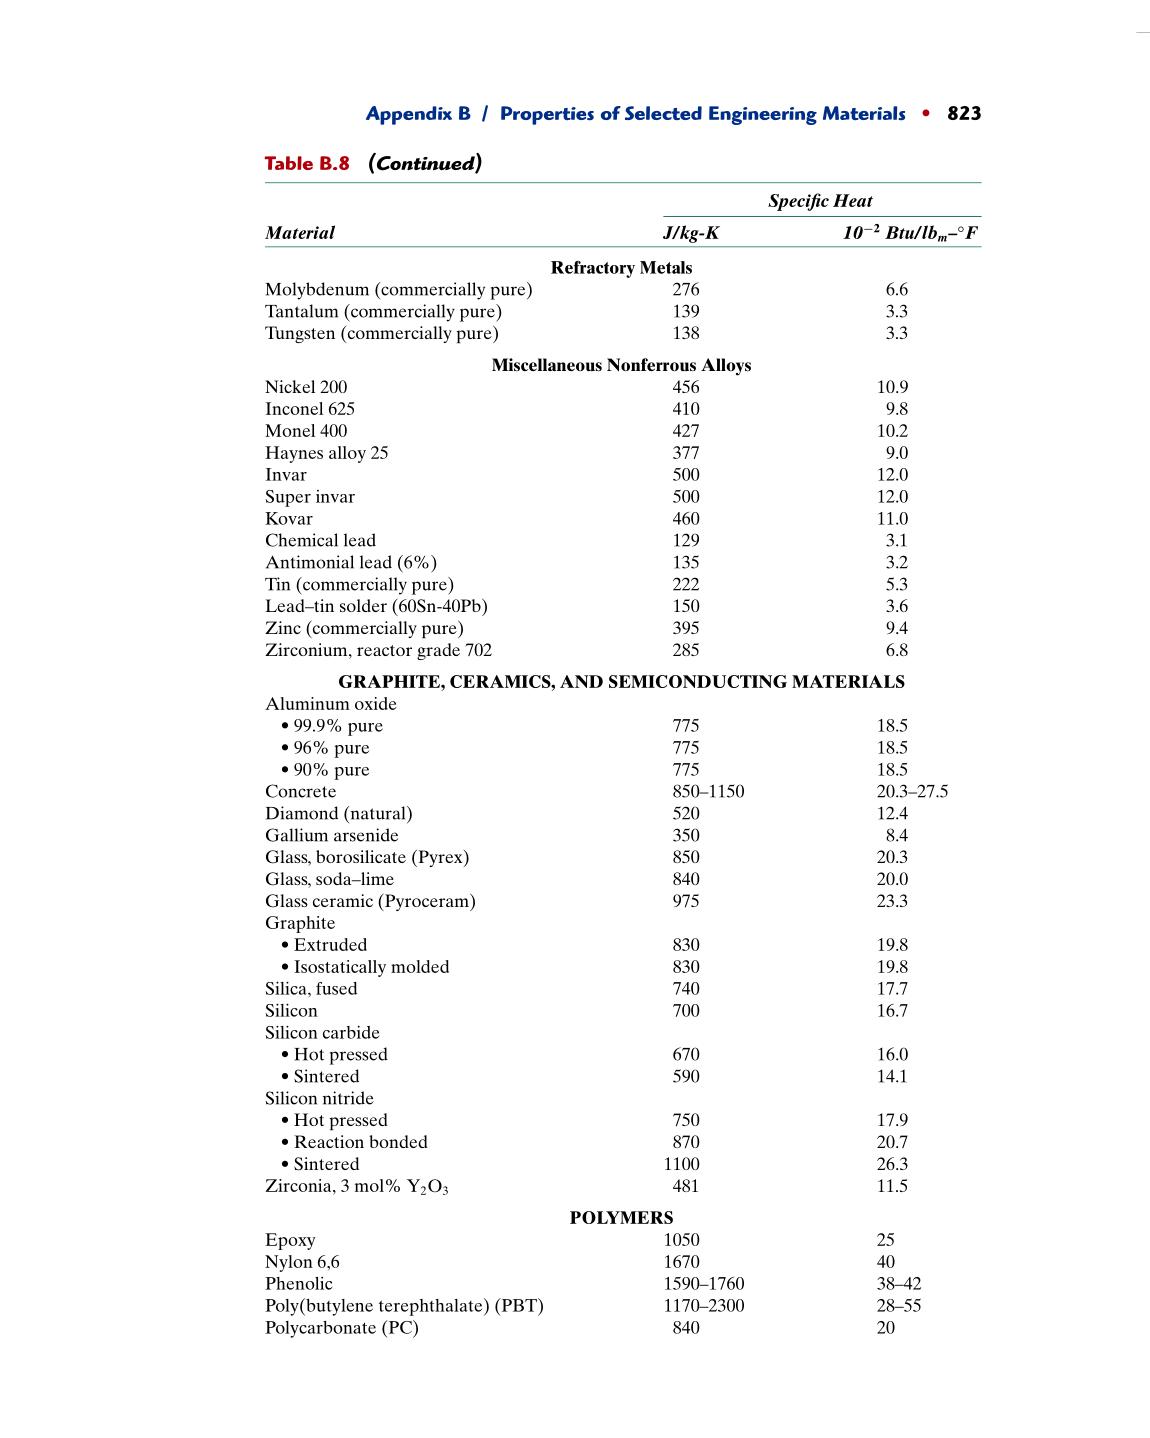 Appendix B / Properties of Selected Engineering Materials • 823
Table B.8 (Continued)
Specific Heat
Material J/kg-K 10⁻² Btu/lbₘ–°F
Refractory Metals
Molybdenum (commercially pure) 276 6.6
Tantalum (commercially pure) 139 3.3
Tungsten (commercially pure) 138 3.3
Miscellaneous Nonferrous Alloys
Nickel 200 456 10.9
Inconel 625 410 9.8
Monel 400 427 10.2
Haynes alloy 25 377 9.0
Invar 500 12.0
Super invar 500 12.0
Kovar 460 11.0
Chemical lead 129 3.1
Antimonial lead (6%) 135 3.2
Tin (commercially pure) 222 5.3
Lead–tin solder (60Sn-40Pb) 150 3.6
Zinc (commercially pure) 395 9.4
Zirconium, reactor grade 702 285 6.8
GRAPHITE, CERAMICS, AND SEMICONDUCTING MATERIALS
Aluminum oxide
• 99.9% pure 775 18.5
• 96% pure 775 18.5
• 90% pure 775 18.5
Concrete 850–1150 20.3–27.5
Diamond (natural) 520 12.4
Gallium arsenide 350 8.4
Glass, borosilicate (Pyrex) 850 20.3
Glass, soda–lime 840 20.0
Glass ceramic (Pyroceram) 975 23.3
Graphite
• Extruded 830 19.8
• Isostatically molded 830 19.8
Silica, fused 740 17.7
Silicon 700 16.7
Silicon carbide
• Hot pressed 670 16.0
• Sintered 590 14.1
Silicon nitride
• Hot pressed 750 17.9
• Reaction bonded 870 20.7
• Sintered 1100 26.3
Zirconia, 3 mol% Y₂O₃ 481 11.5
POLYMERS
Epoxy 1050 25
Nylon 6,6 1670 40
Phenolic 1590–1760 38–42
Poly(butylene terephthalate) (PBT) 1170–2300 28–55
Polycarbonate (PC) 840 20